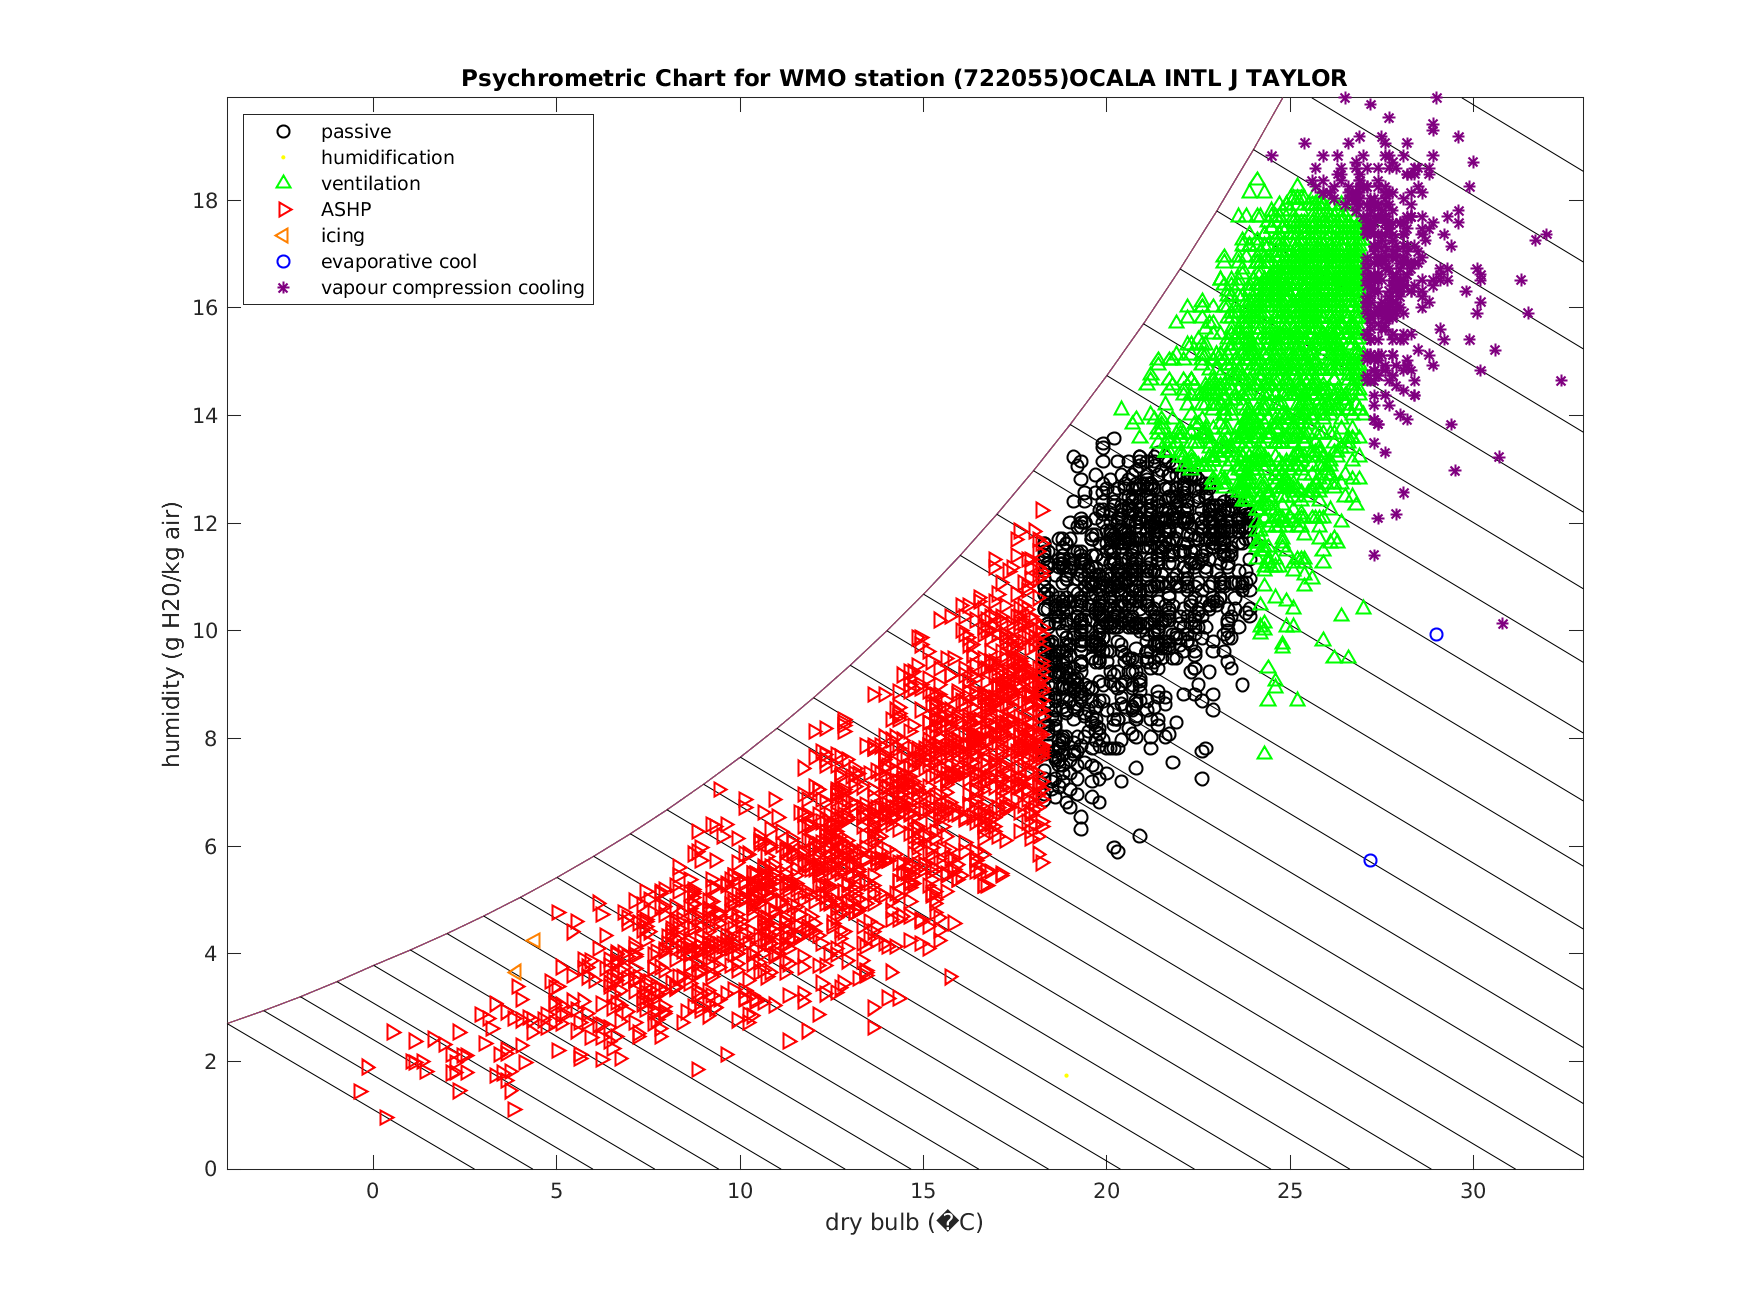 Psychrometric Chart for WMO station (722055)OCALA INTL J TAYLOR
passive
humidification
ventilation
ASHP
icing
evaporative cool
vapour compression cooling
humidity (g H20/kg air)
18
16
14
12
10
8
6
4
2
0
0 5 10 15 20 25 30
dry bulb (�C)